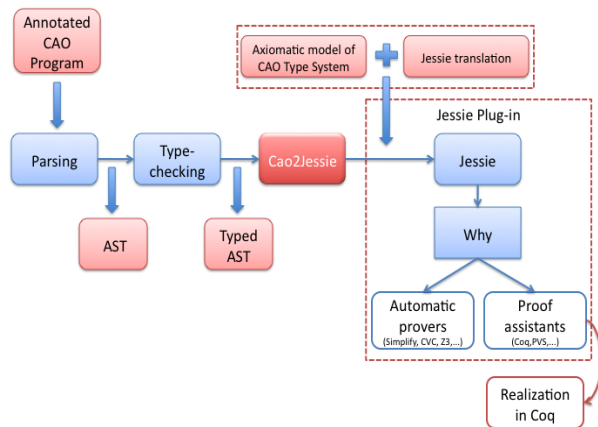 Annotated
CAO
Program
Axiomatic model of
CAO Type System
Jessie translation
Jessie Plug-in
Parsing
Type-
checking
Cao2Jessie
Jessie
AST
Typed
AST
Why
Automatic
provers
(Simplify, CVC, Z3,...)
Proof
assistants
(Coq,PVS,...)
Realization
in Coq